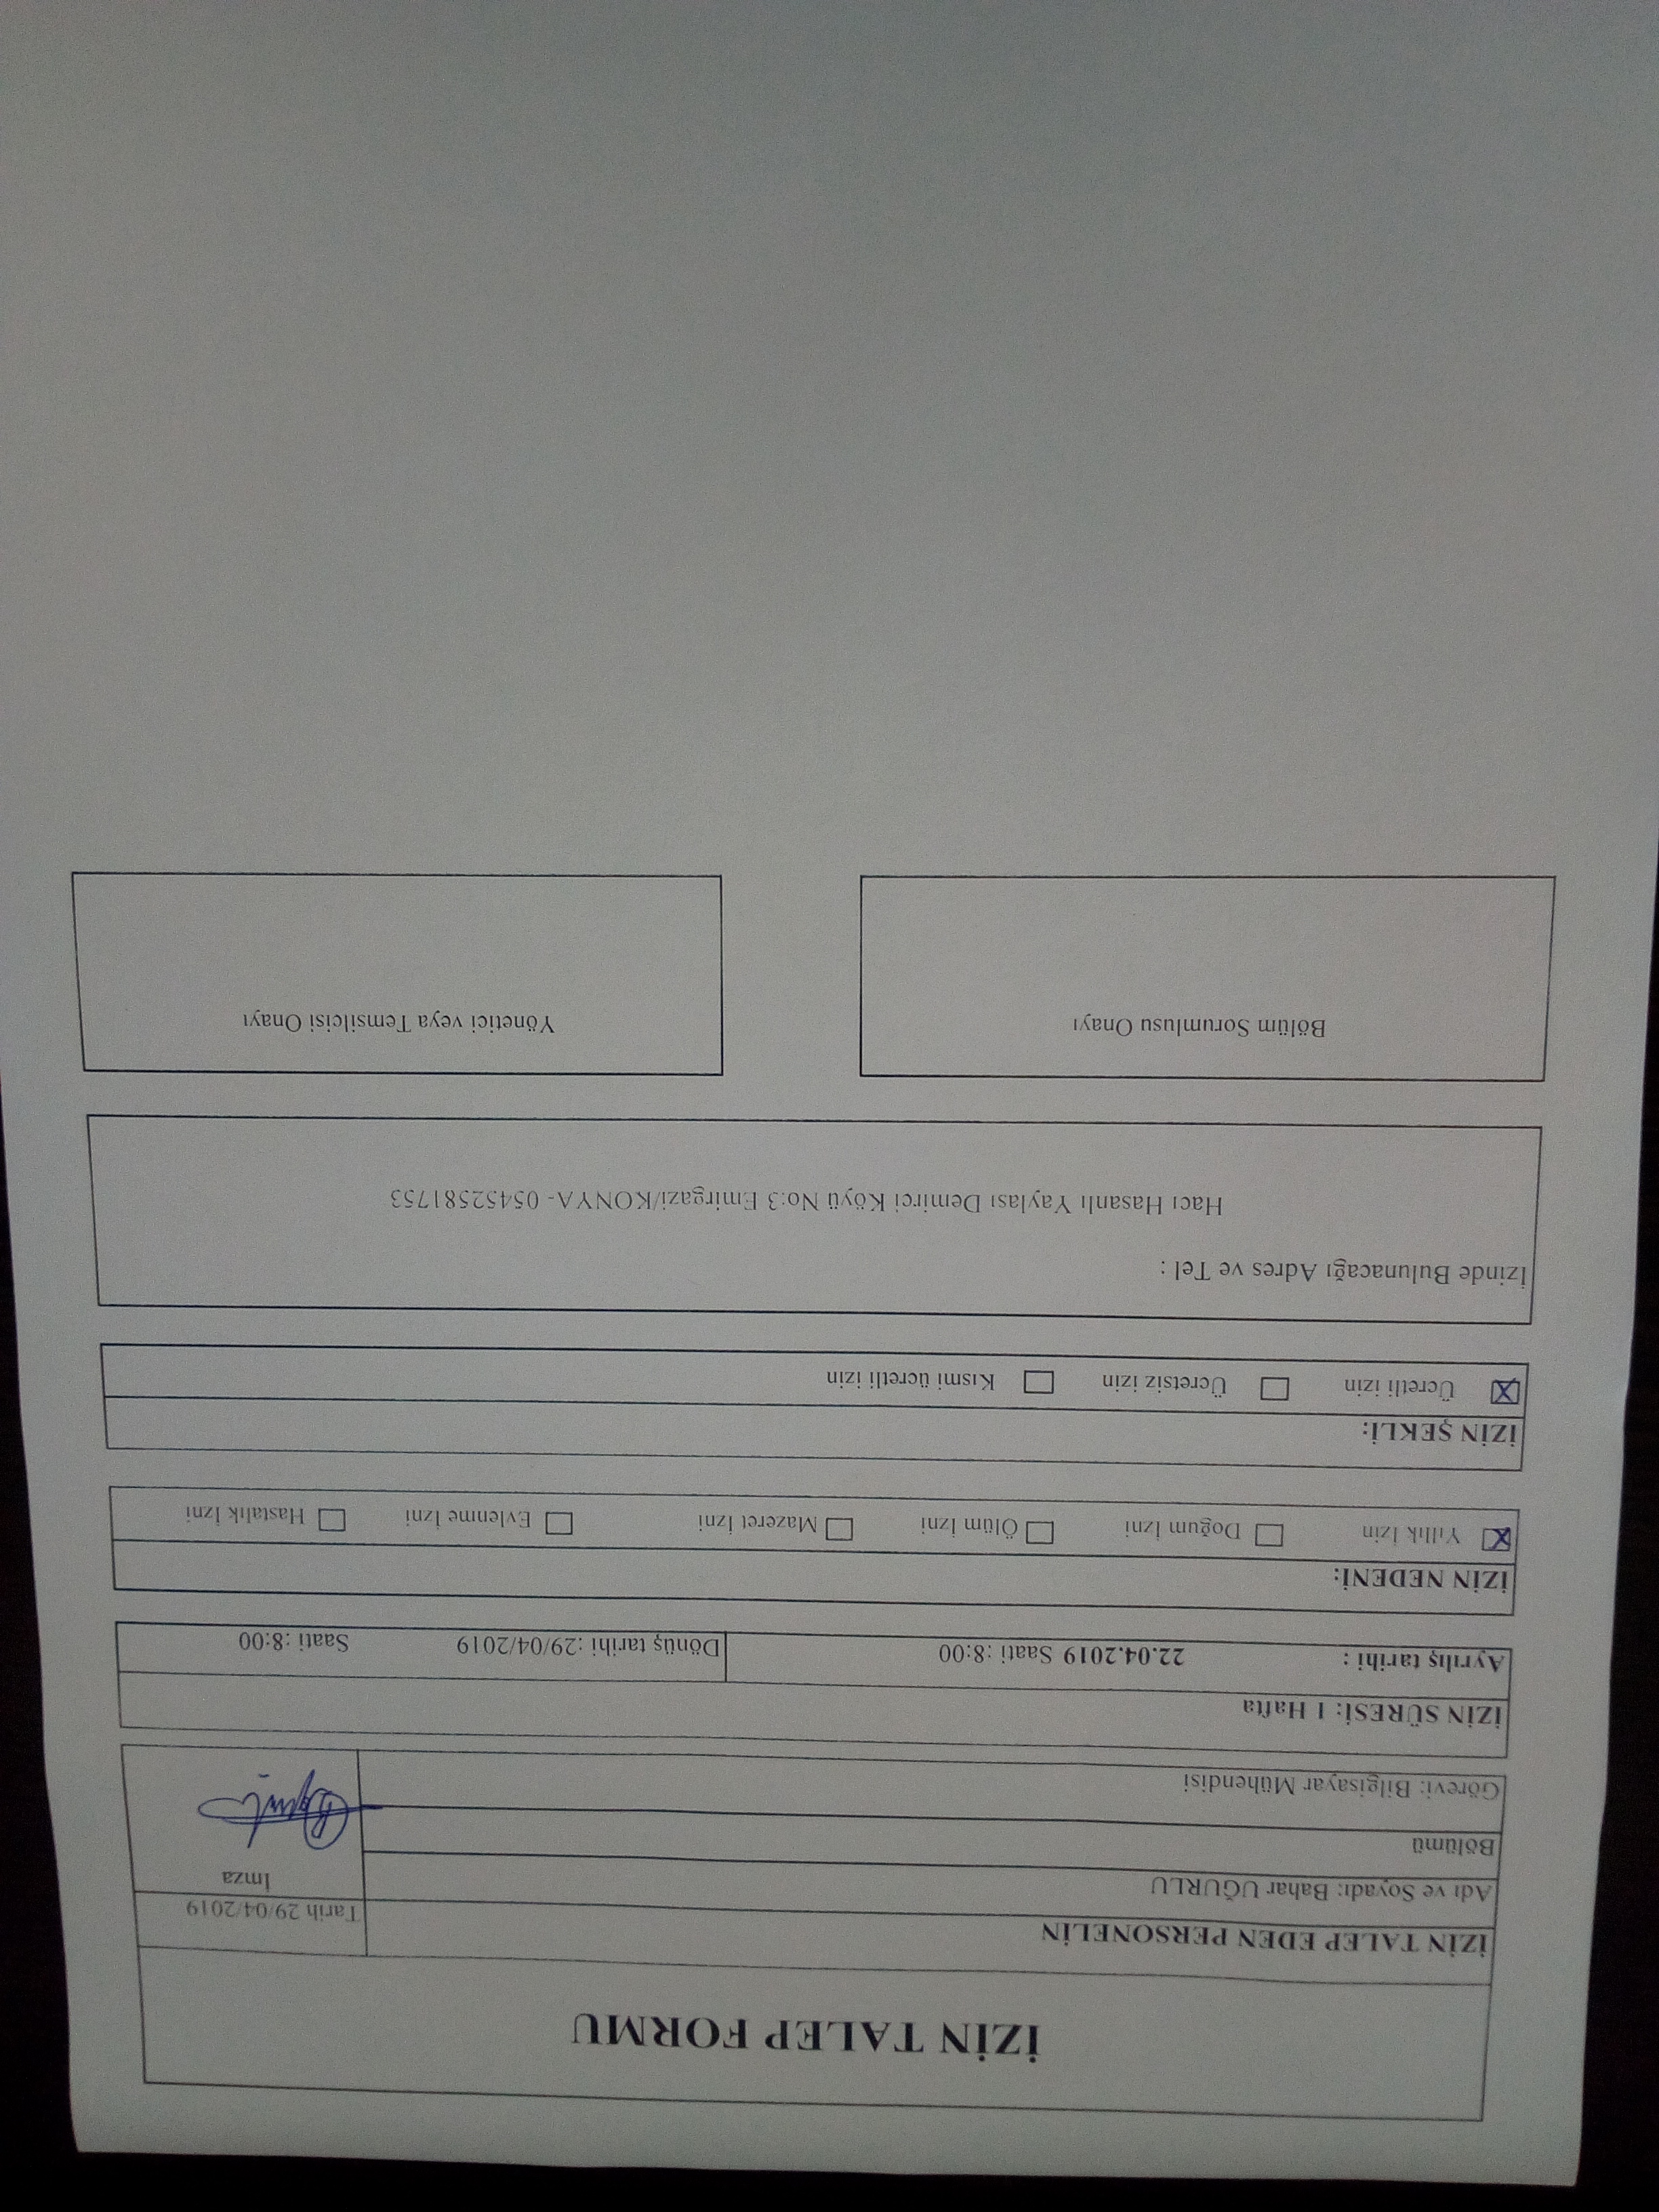 İZİN TALEP FORMU
İZİN TALEP EDEN PERSONELİN
Tarih 29/04/2019
Adı ve Soyadı: Bahar UĞURLU
İmza
Bölümü
Görevi: Bilgisayar Mühendisi
İZİN SÜRESİ: 1 Hafta
Ayrılış tarihi : 22.04.2019 Saati :8:00 Dönüş tarihi :29/04/2019 Saati :8:00
İZİN NEDENİ:
Yıllık İzin Doğum İzni Ölüm İzni Mazeret İzni Evlenme İzni Hastalık İzni
İZİN ŞEKLİ:
Ücretli izin Ücretsiz izin Kısmi ücretli izin
İzinde Bulunacağı Adres ve Tel :
Hacı Hasanlı Yaylası Demirci Köyü No:3 Emirgazi/KONYA- 05452581753
Bölüm Sorumlusu Onayı Yönetici veya Temsilcisi Onayı